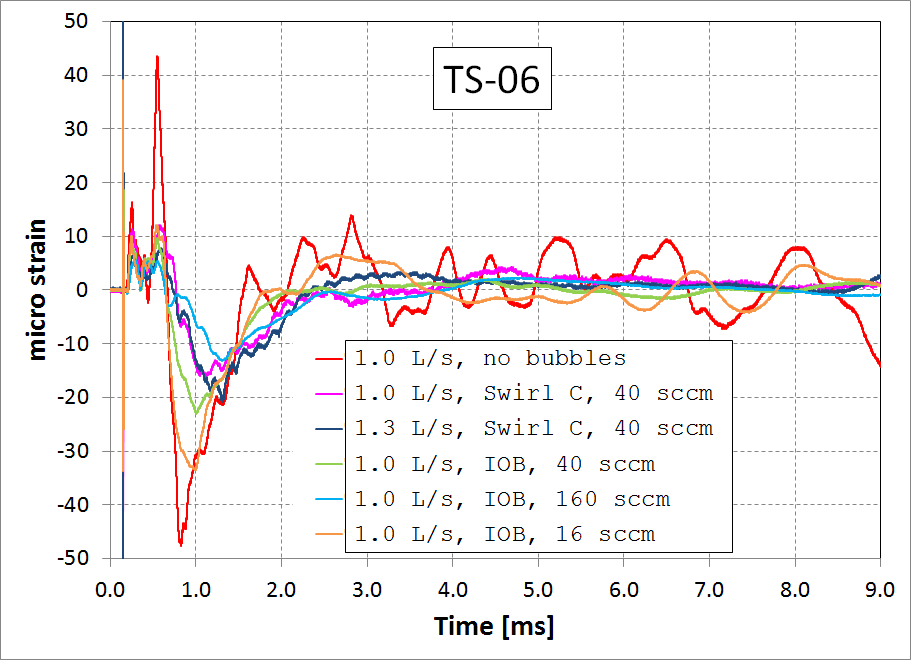 50
40
30
20
10
0
-10
-20
-30
-40
-50
micro strain
TS-06
1.0 L/s, no bubbles
1.0 L/s, Swirl C, 40 sccm
1.3 L/s, Swirl C, 40 sccm
1.0 L/s, IOB, 40 sccm
1.0 L/s, IOB, 160 sccm
1.0 L/s, IOB, 16 sccm
0.0 1.0 2.0 3.0 4.0 5.0 6.0 7.0 8.0 9.0
Time [ms]